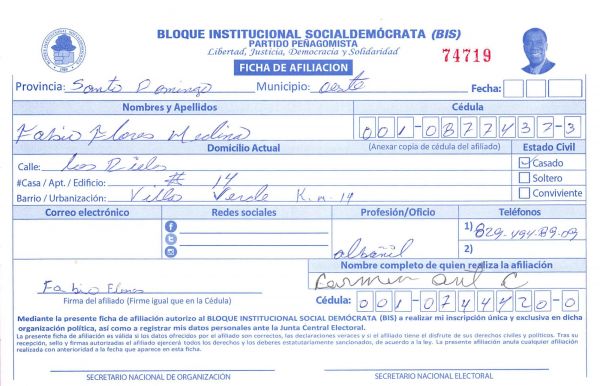 BLOQUE INSTITUCIONAL SOCIALDEMÓCRATA (BIS)
PARTIDO PEÑAGOMISTA
Libertad, Justicia, Democracia y Solidaridad
74719
FICHA DE AFILIACION
Provincia: Santo Domingo Municipio: Oeste Fecha:
Nombres y Apellidos Cédula
Fabio Flores Medina 001-0877437-3
Domicilio Actual (Anexar copia de cédula del afiliado) Estado Civil
Calle: Los Rieles Casado
#Casa / Apt. / Edificio: # 14 Soltero
Barrio / Urbanización: Villa Verde K.m-14 Conviviente
Correo electrónico Redes sociales Profesión/Oficio Teléfonos
1) 829-494-89-09
albañil 2)
Nombre completo de quien realiza la afiliación
Fabio Flores Carmen C
Firma del afiliado (Firme igual que en la Cédula) Cédula: 001-0744420-0
Mediante la presente ficha de afiliación autorizo al BLOQUE INSTITUCIONAL SOCIAL DEMÓCRATA (BIS) a realizar mi inscripción única y exclusiva en dicha
organización política, así como a registrar mis datos personales ante la Junta Central Electoral.
La presente ficha de afiliación es válida si los datos ofrecidos por el afiliado son correctos, las declaraciones veraces y si el afiliado tiene el disfrute de sus derechos civiles y políticos. Tras su
recepción, sello y firmas autorizadas el afiliado ejercerá todos los derechos y los deberes estatutariamente sancionados, de acuerdo a la ley. La presente afiliación anula cualquier afiliación
realizada con anterioridad a la fecha que aparece en esta ficha.
SECRETARIO NACIONAL DE ORGANIZACIÓN SECRETARIO NACIONAL ELECTORAL